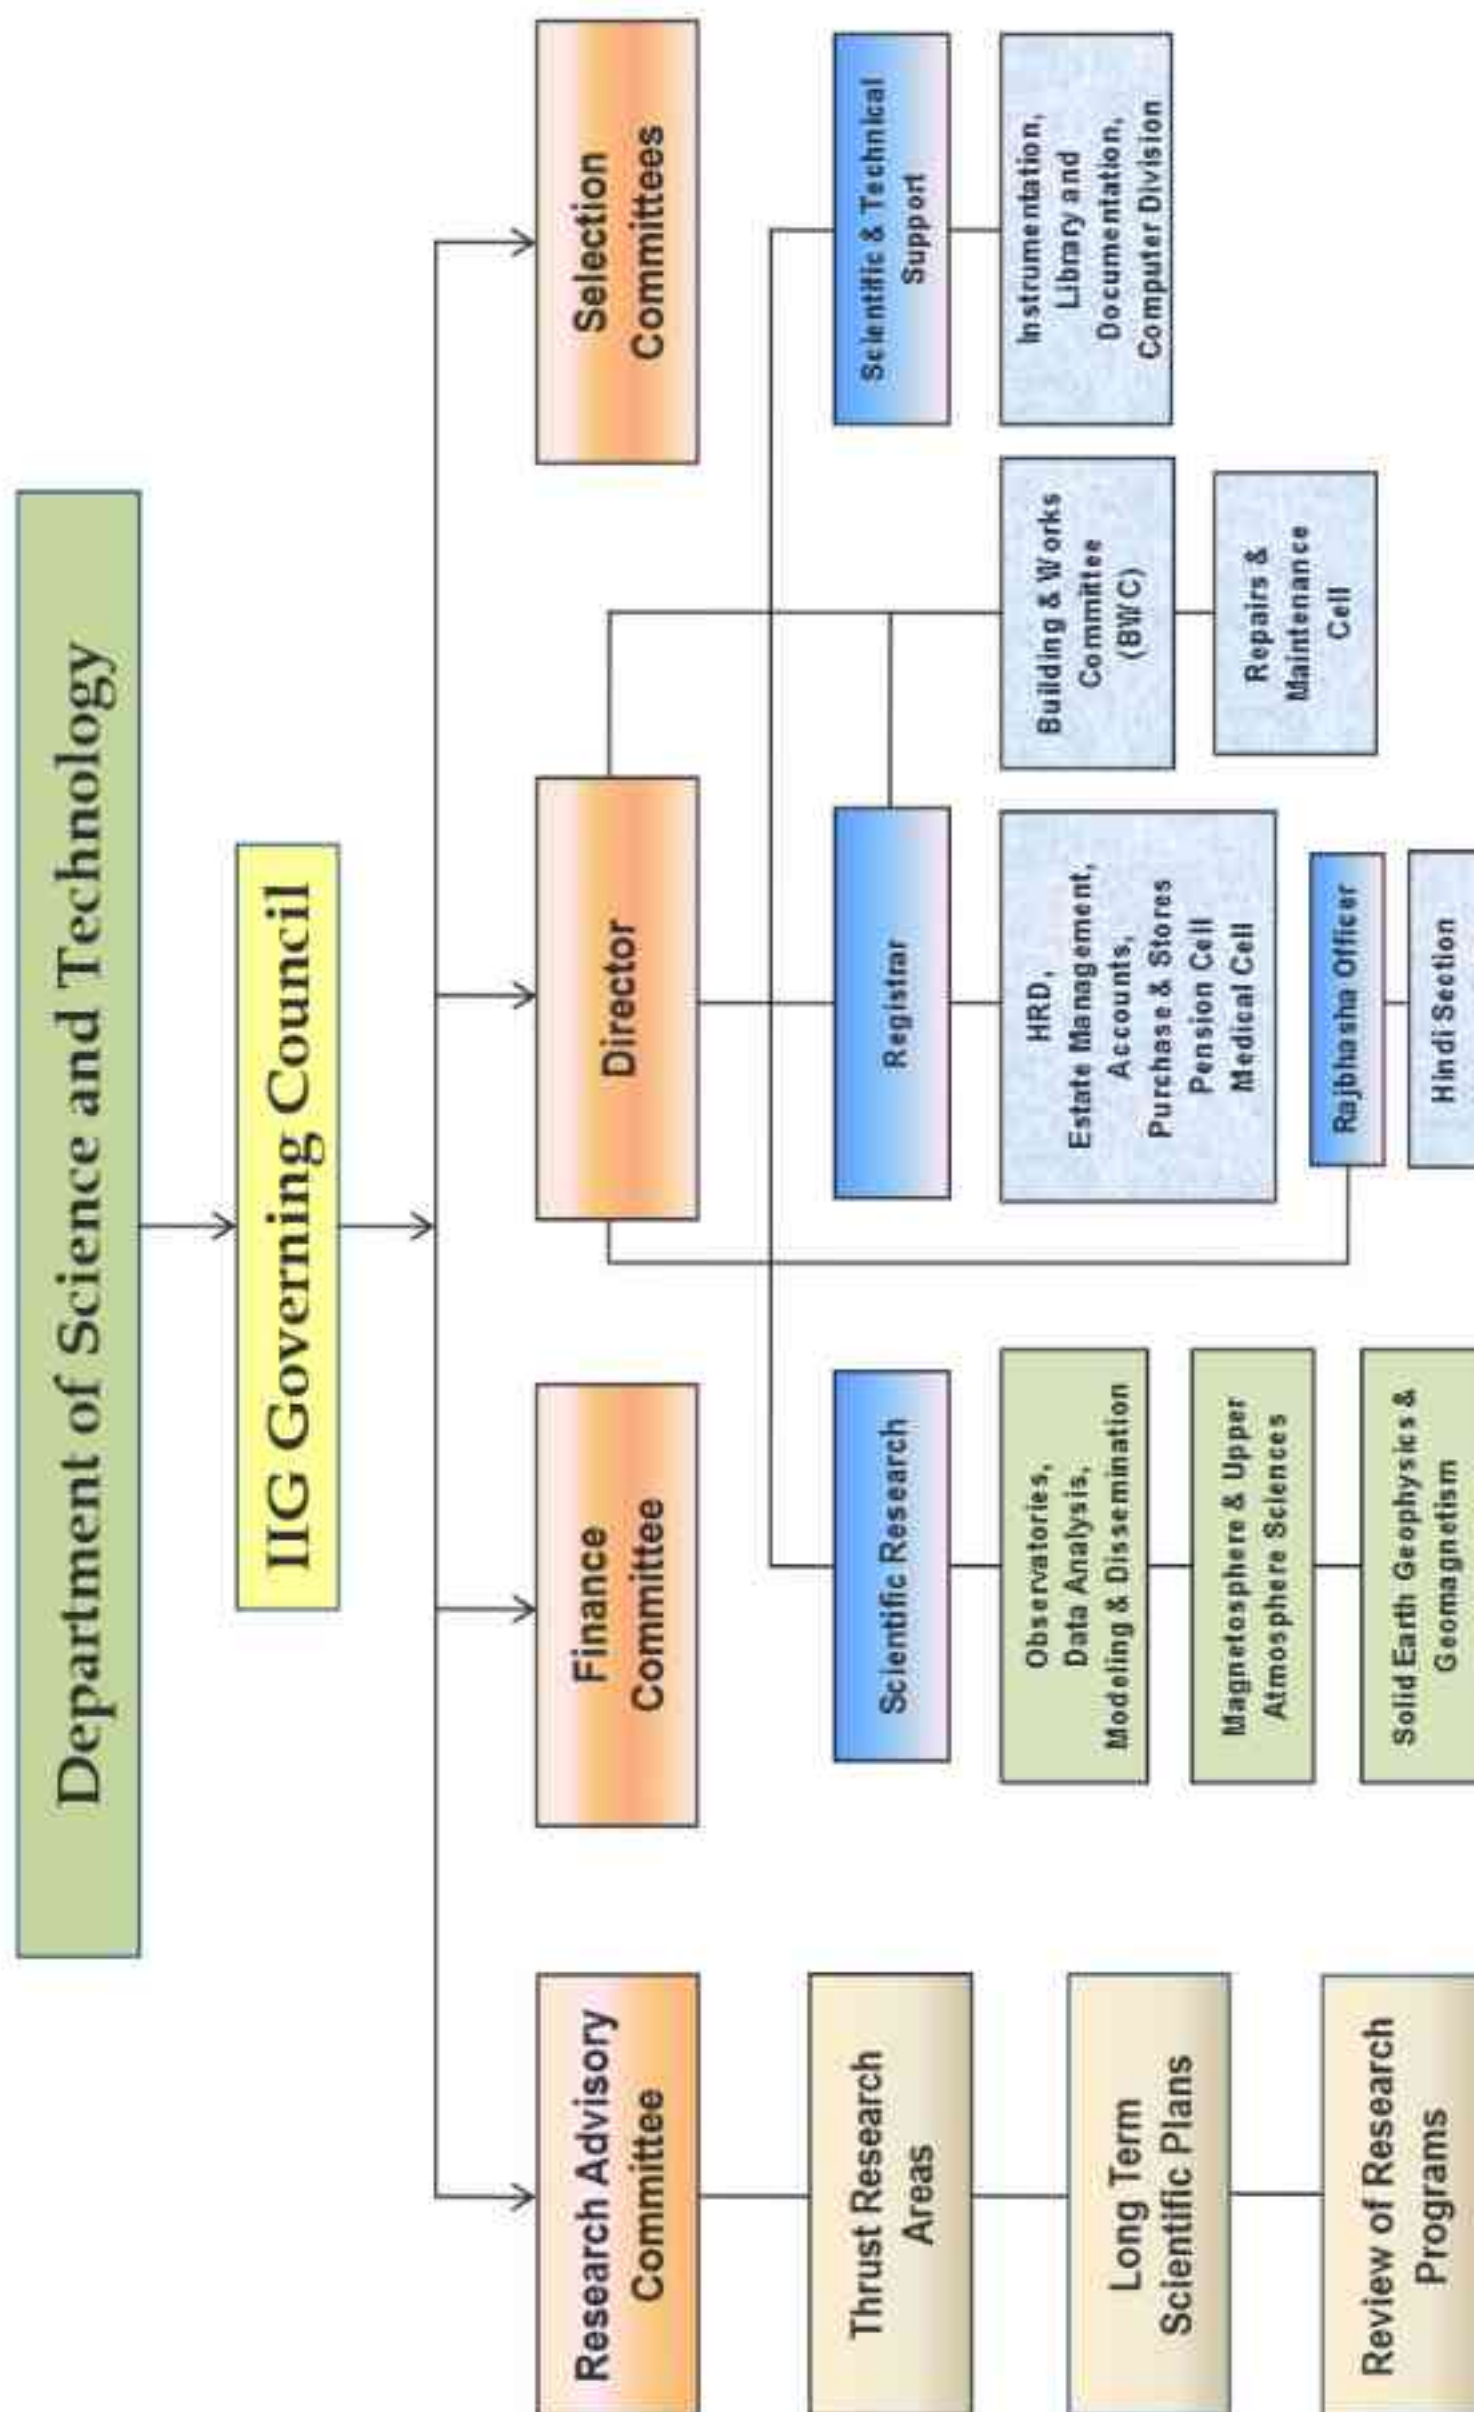 Department of Science and Technology
IIG Governing Council
Research Advisory
Committee
Finance
Committee
Director
Selection
Committees
Thrust Research
Areas
Long Term
Scientific Plans
Review of Research
Programs
Scientific Research
Observatories,
Data Analysis,
Modeling & Dissemination
Magnetosphere & Upper
Atmosphere Sciences
Solid Earth Geophysics &
Geomagnetism
Registrar
HRD,
Estate Management,
Accounts,
Purchase & Stores
Pension Cell
Medical Cell
Rajbhasha Officer
Hindi Section
Building & Works
Committee
(BWC)
Repairs &
Maintenance
Cell
Scientific & Technical
Support
Instrumentation,
Library and
Documentation,
Computer Division